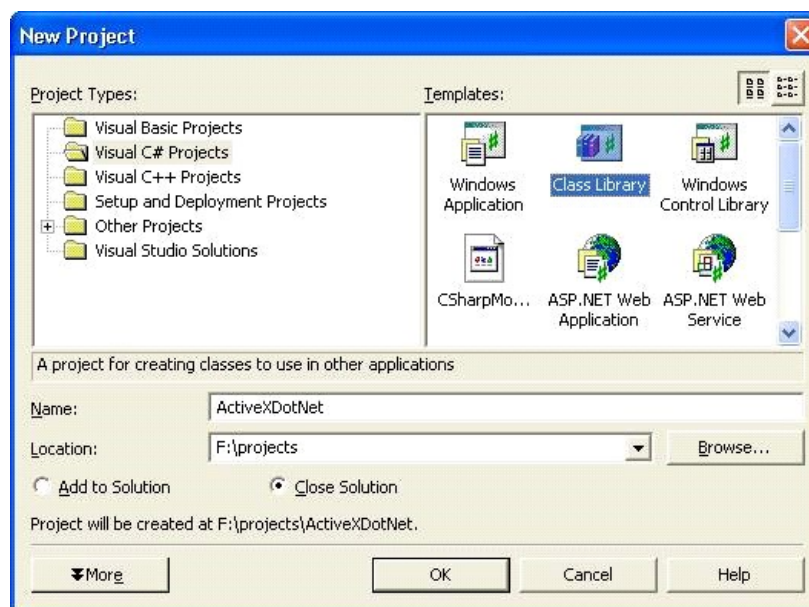 New Project
Project Types:
Templates:
Visual Basic Projects
Visual C# Projects
Visual C++ Projects
Setup and Deployment Projects
Other Projects
Visual Studio Solutions
Windows Application
Class Library
Windows Control Library
CSharpMo...
ASP.NET Web Application
ASP.NET Web Service
A project for creating classes to use in other applications
Name:
ActiveXDotNet
Location:
F:\projects
Browse...
Add to Solution
Close Solution
Project will be created at F:\projects\ActiveXDotNet.
More
OK
Cancel
Help